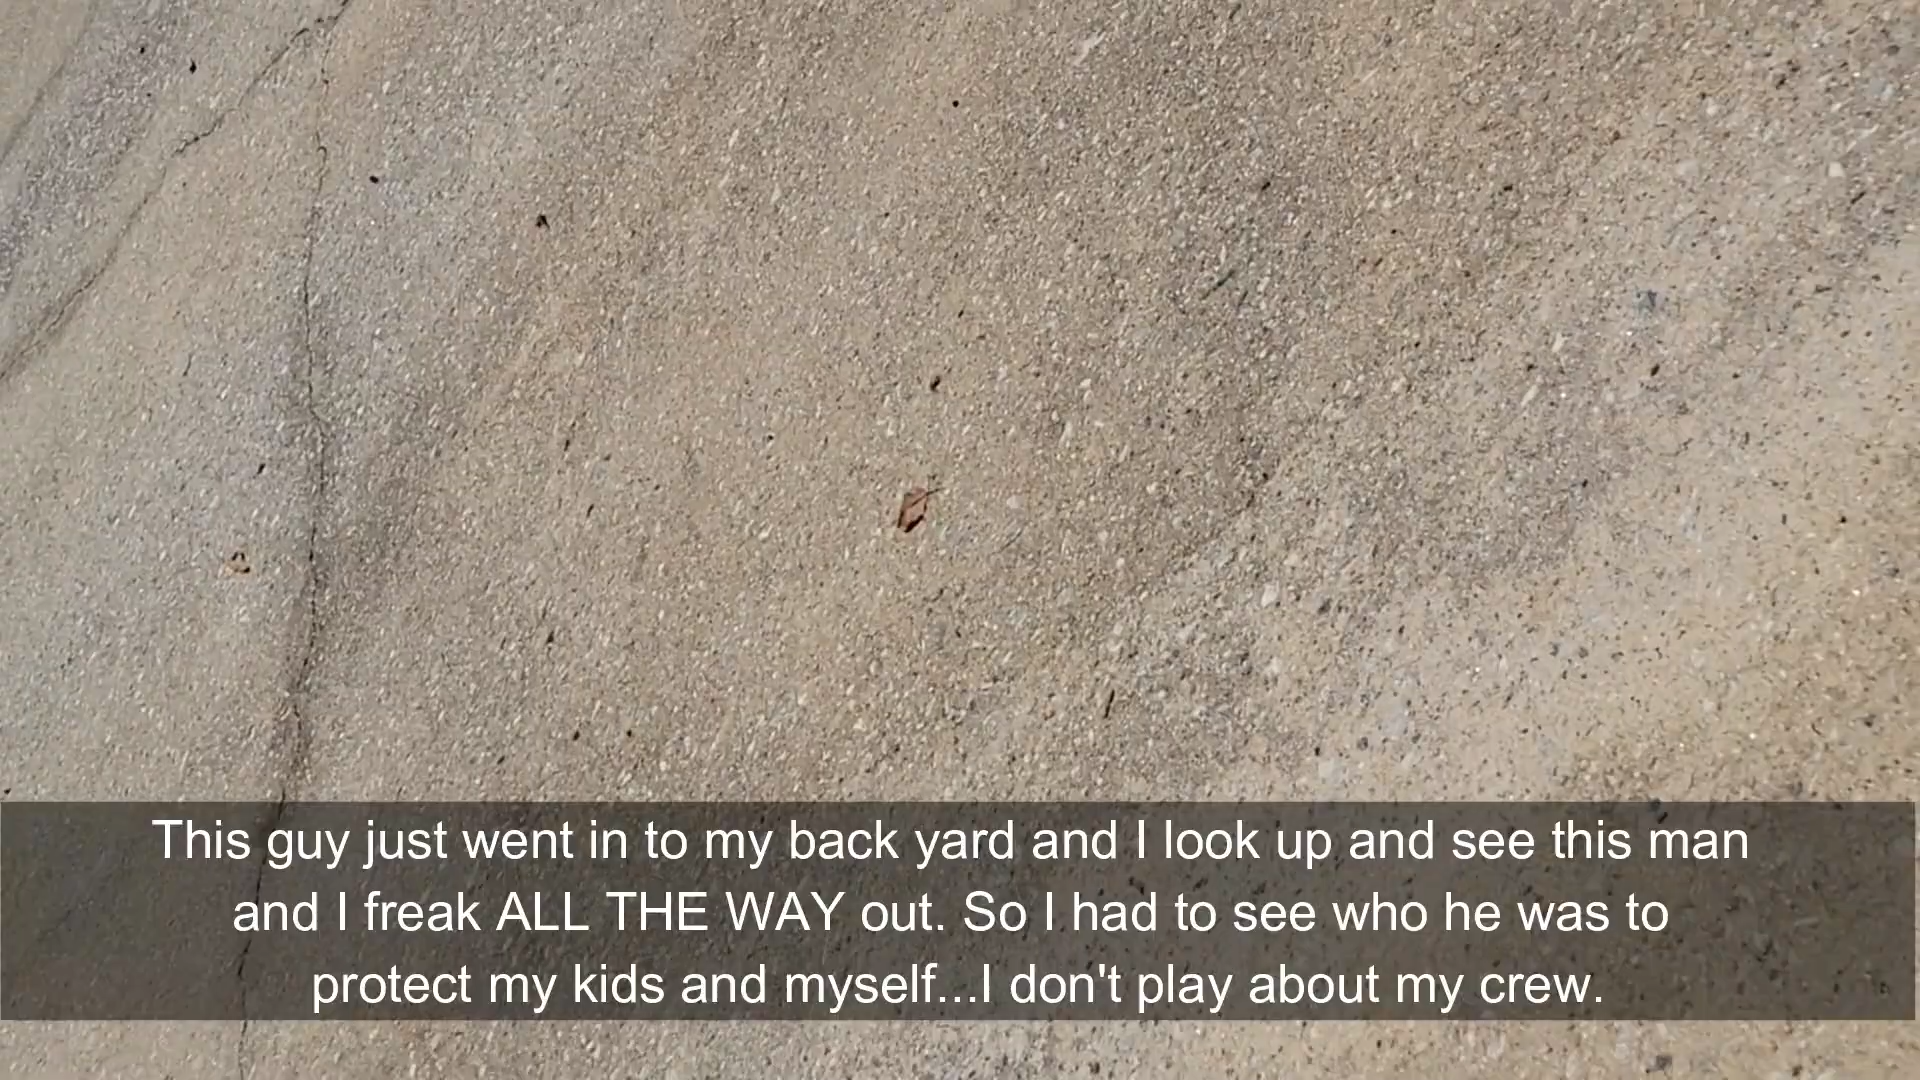 This guy just went in to my back yard and I look up and see this man
and I freak ALL THE WAY out. So I had to see who he was to
protect my kids and myself...I don't play about my crew.